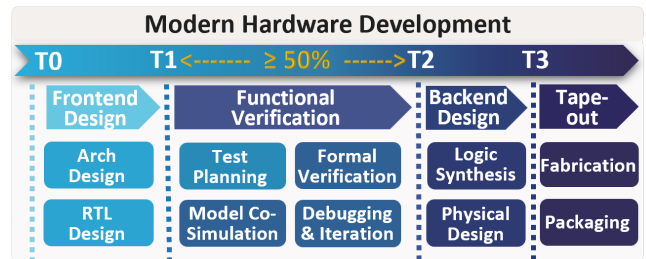 Modern Hardware Development
T0 T1 <------- ≥ 50% ------> T2 T3
Frontend
Design
Functional
Verification
Backend
Design
Tape-
out
Arch
Design
Test
Planning
Formal
Verification
Logic
Synthesis
Fabrication
RTL
Design
Model Co-
Simulation
Debugging
& Iteration
Physical
Design
Packaging